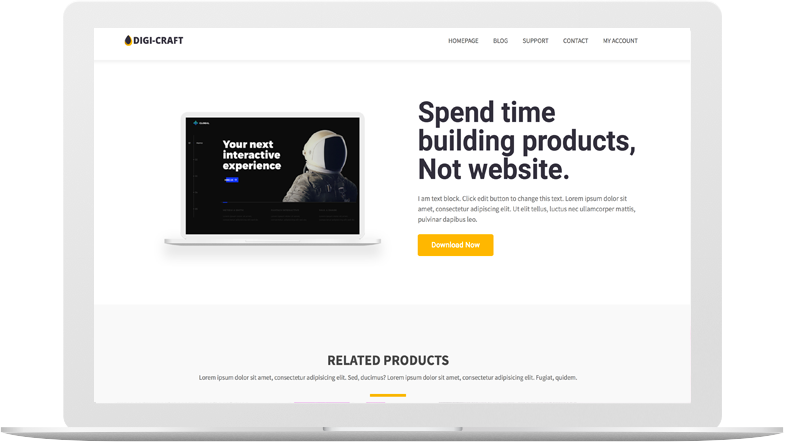 DIGI-CRAFT
HOMEPAGE BLOG SUPPORT CONTACT MY ACCOUNT
Your next
interactive
experience
Spend time
building products,
Not website.
I am text block. Click edit button to change this text. Lorem ipsum dolor sit
amet, consectetur adipiscing elit. Ut elit tellus, luctus nec ullamcorper mattis,
pulvinar dapibus leo.
Download Now
RELATED PRODUCTS
Lorem ipsum dolor sit amet, consectetur adipisicing elit. Sed, ducimus? Lorem ipsum dolor sit amet, consectetur adipisicing elit. Fugiat, quidem.